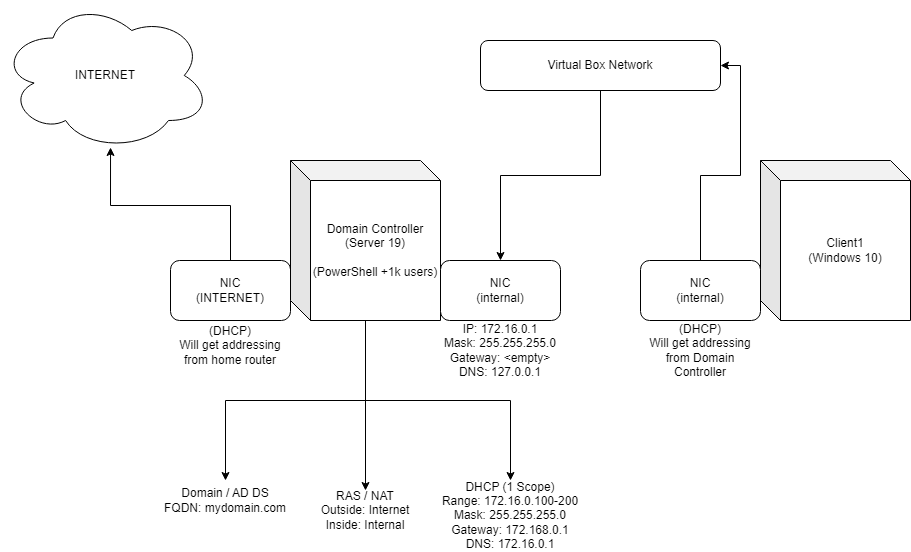 INTERNET
Virtual Box Network
Domain Controller
(Server 19)
(PowerShell +1k users)
Client1
(Windows 10)
NIC
(INTERNET)
(DHCP)
Will get addressing
from home router
NIC
(internal)
IP: 172.16.0.1
Mask: 255.255.255.0
Gateway: <empty>
DNS: 127.0.0.1
NIC
(internal)
(DHCP)
Will get addressing
from Domain
Controller
Domain / AD DS
FQDN: mydomain.com
RAS / NAT
Outside: Internet
Inside: Internal
DHCP (1 Scope)
Range: 172.16.0.100-200
Mask: 255.255.255.0
Gateway: 172.168.0.1
DNS: 172.16.0.1